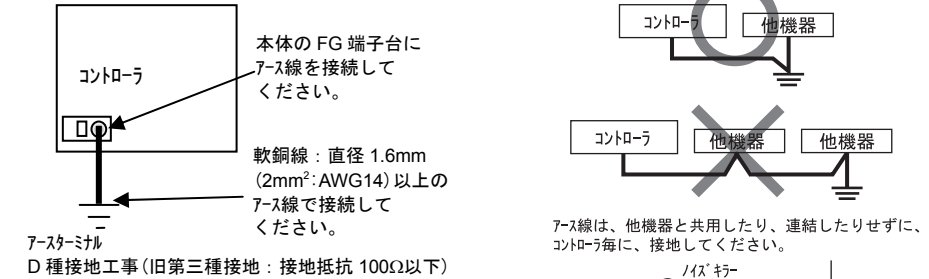 コントローラ
本体の FG 端子台に
アース線を接続して
ください。
軟銅線：直径 1.6mm
（2mm²：AWG14）以上の
アース線で接続して
ください。
アースターミナル
D 種接地工事（旧第三種接地：接地抵抗 100Ω以下）
コントローラ
他機器
コントローラ
他機器
他機器
アース線は、他機器と共用したり、連結したりせずに、
コントローラ毎に、接地してください。
ノイズキラー